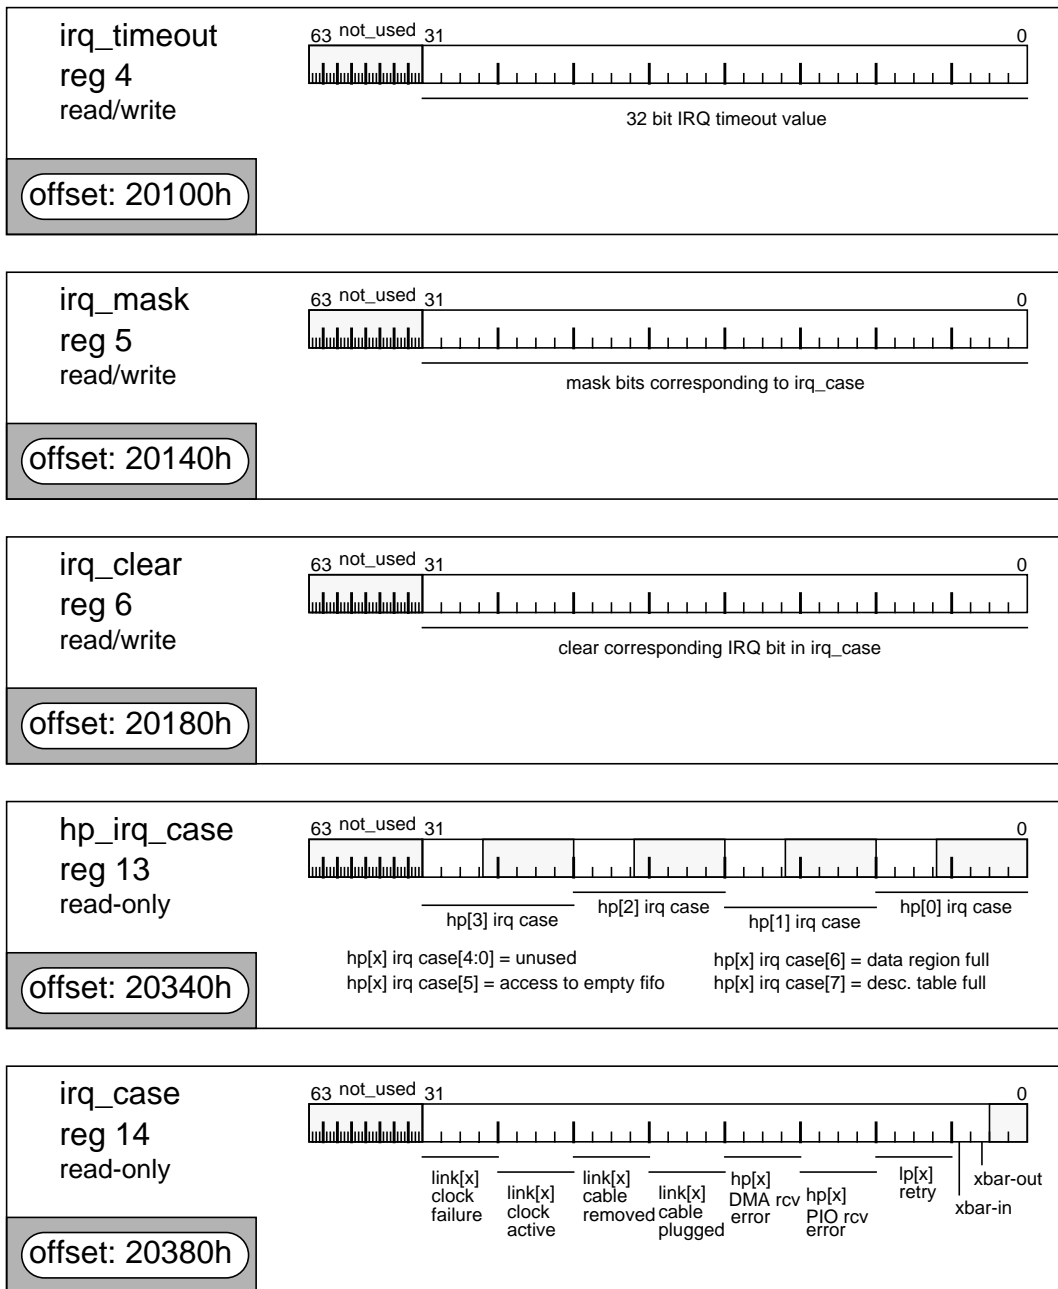 irq_timeout
reg 4
read/write
offset: 20100h
63 not_used 31 0
32 bit IRQ timeout value
irq_mask
reg 5
read/write
offset: 20140h
63 not_used 31 0
mask bits corresponding to irq_case
irq_clear
reg 6
read/write
offset: 20180h
63 not_used 31 0
clear corresponding IRQ bit in irq_case
hp_irq_case
reg 13
read-only
offset: 20340h
63 not_used 31 0
hp[3] irq case hp[2] irq case hp[1] irq case hp[0] irq case
hp[x] irq case[4:0] = unused
hp[x] irq case[5] = access to empty fifo
hp[x] irq case[6] = data region full
hp[x] irq case[7] = desc. table full
irq_case
reg 14
read-only
offset: 20380h
63 not_used 31 0
link[x]
clock
failure
link[x]
clock
active
link[x]
cable
removed
link[x]
cable
plugged
hp[x]
DMA rcv
error
hp[x]
PIO rcv
error
lp[x]
retry
xbar-in
xbar-out